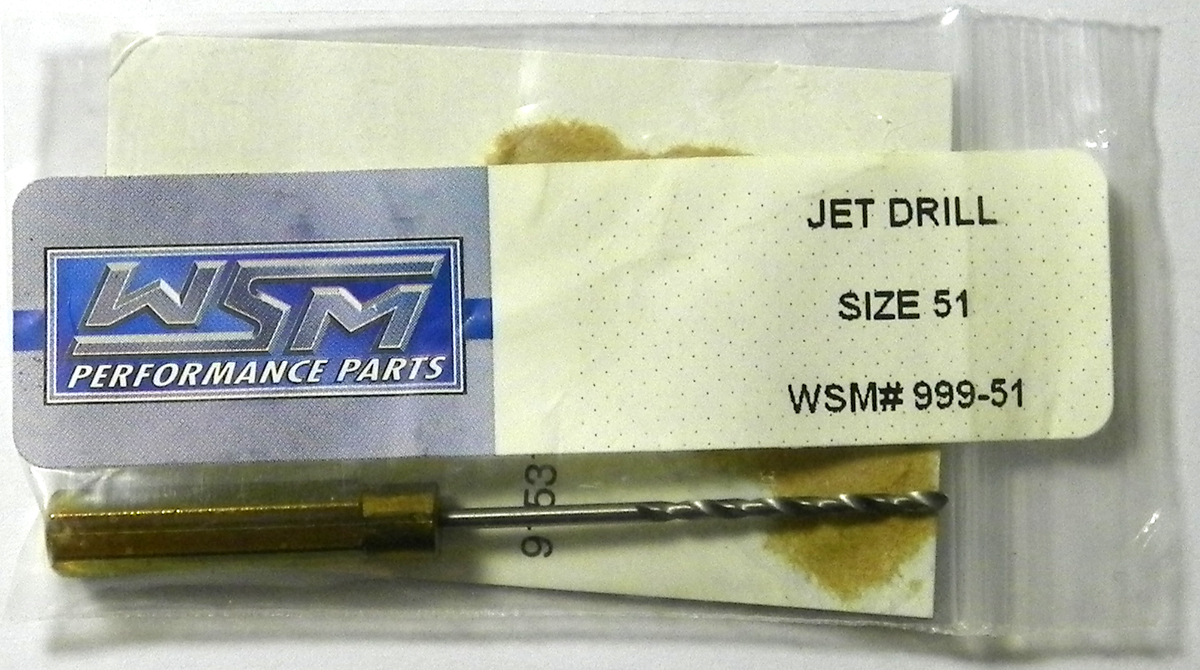 WSM
PERFORMANCE PARTS
JET DRILL
SIZE 51
WSM# 999-51